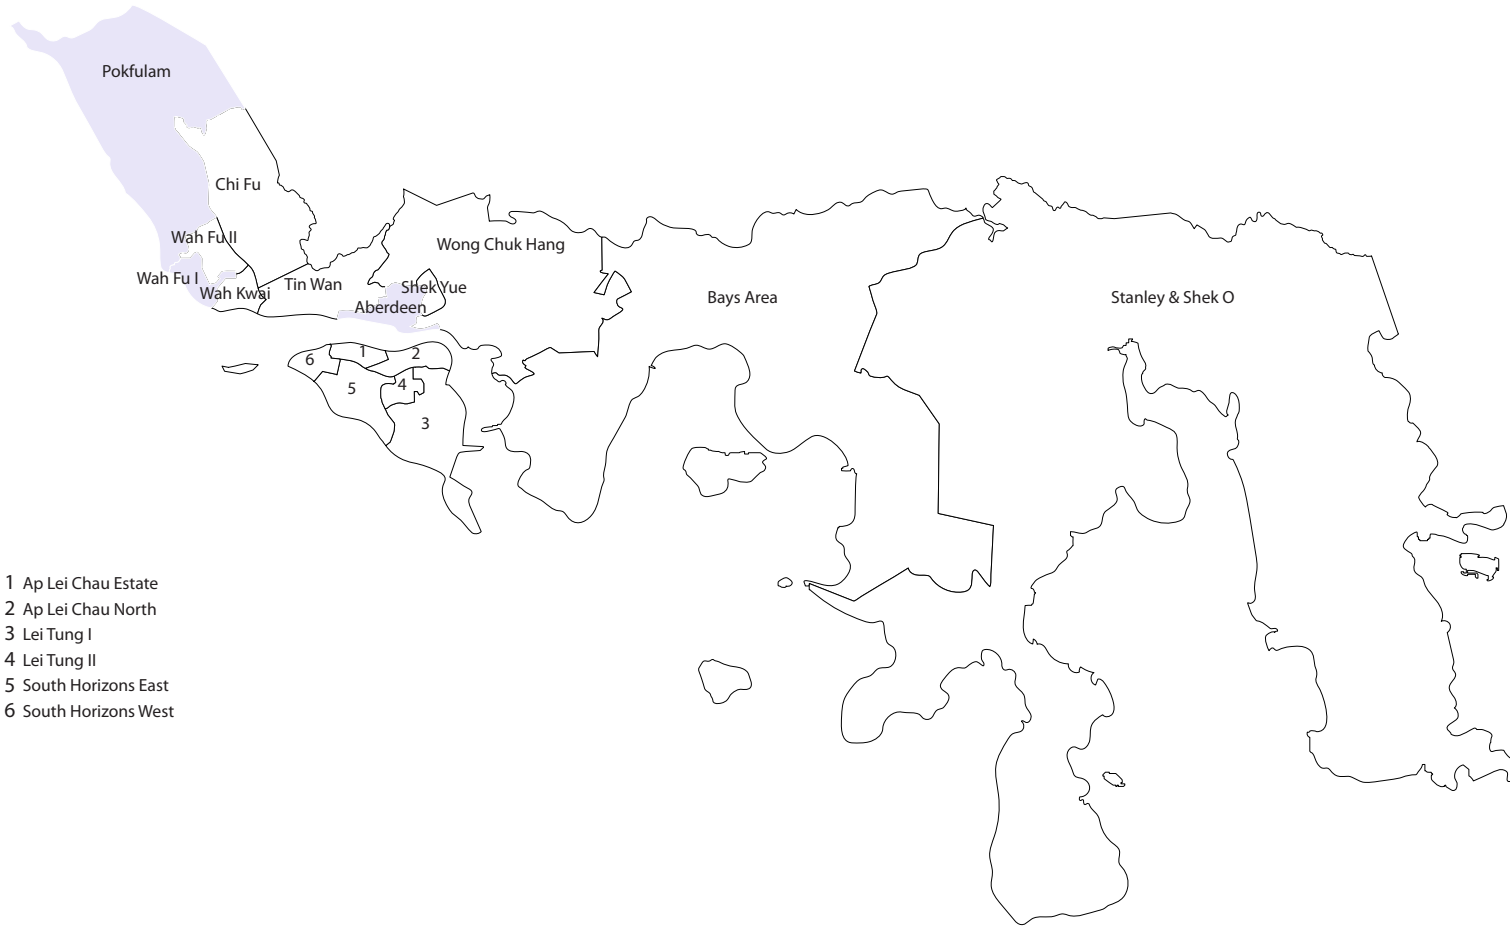 Pokfulam
Chi Fu
Wah Fu II
Wah Fu I
Wah Kwai
Tin Wan
Aberdeen
Shek Yue
Wong Chuk Hang
Bays Area
Stanley & Shek O
1
2
6
5
4
3
1 Ap Lei Chau Estate
2 Ap Lei Chau North
3 Lei Tung I
4 Lei Tung II
5 South Horizons East
6 South Horizons West